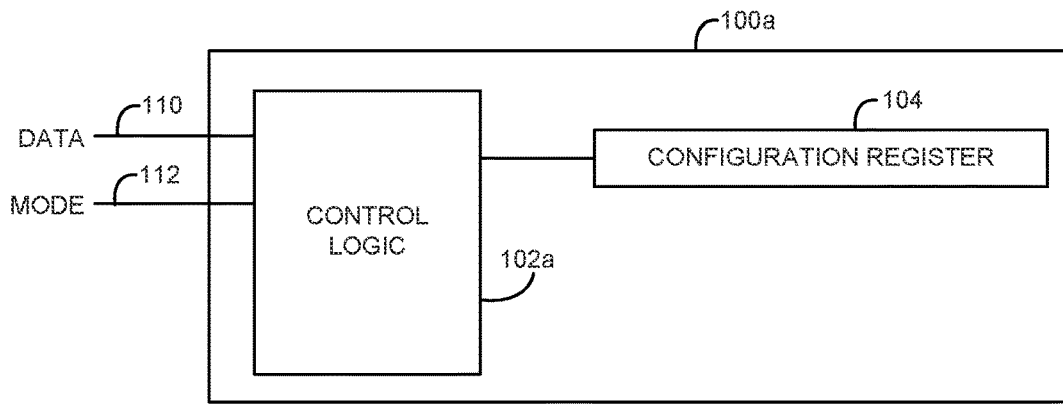 100a
110
DATA
104
CONFIGURATION REGISTER
112
MODE
CONTROL
LOGIC
102a